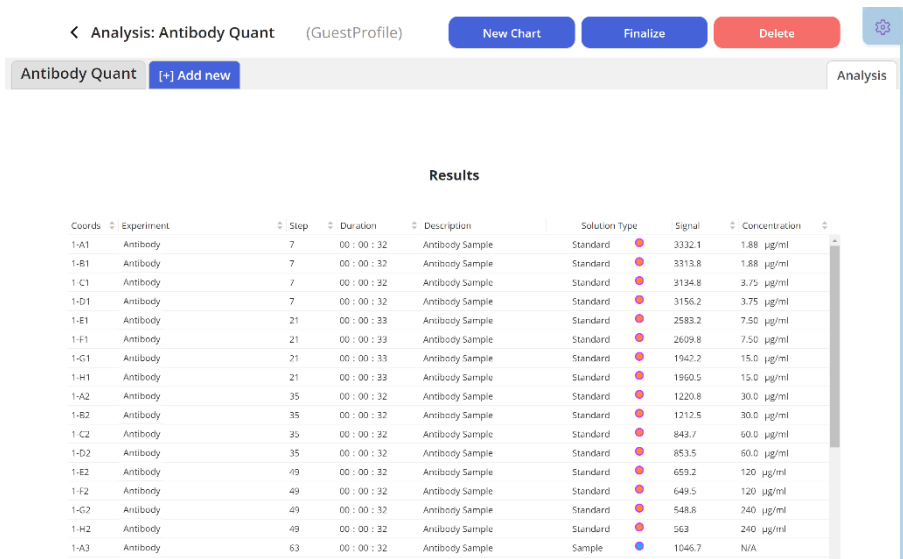 Analysis: Antibody Quant (GuestProfile) New Chart Finalize Delete
Antibody Quant [+] Add new Analysis
Results
Coords Experiment Step Duration Description Solution Type Signal Concentration
1-A1 Antibody 7 00 : 00 : 32 Antibody Sample Standard 3332.1 1.88 µg/ml
1-B1 Antibody 7 00 : 00 : 32 Antibody Sample Standard 3313.8 1.88 µg/ml
1-C1 Antibody 7 00 : 00 : 32 Antibody Sample Standard 3134.8 3.75 µg/ml
1-D1 Antibody 7 00 : 00 : 32 Antibody Sample Standard 3156.2 3.75 µg/ml
1-E1 Antibody 21 00 : 00 : 33 Antibody Sample Standard 2583.2 7.50 µg/ml
1-F1 Antibody 21 00 : 00 : 33 Antibody Sample Standard 2609.8 7.50 µg/ml
1-G1 Antibody 21 00 : 00 : 33 Antibody Sample Standard 1942.2 15.0 µg/ml
1-H1 Antibody 21 00 : 00 : 33 Antibody Sample Standard 1960.5 15.0 µg/ml
1-A2 Antibody 35 00 : 00 : 32 Antibody Sample Standard 1220.8 30.0 µg/ml
1-B2 Antibody 35 00 : 00 : 32 Antibody Sample Standard 1212.5 30.0 µg/ml
1-C2 Antibody 35 00 : 00 : 32 Antibody Sample Standard 843.7 60.0 µg/ml
1-D2 Antibody 35 00 : 00 : 32 Antibody Sample Standard 853.5 60.0 µg/ml
1-E2 Antibody 49 00 : 00 : 32 Antibody Sample Standard 659.2 120 µg/ml
1-F2 Antibody 49 00 : 00 : 32 Antibody Sample Standard 649.5 120 µg/ml
1-G2 Antibody 49 00 : 00 : 32 Antibody Sample Standard 548.8 240 µg/ml
1-H2 Antibody 49 00 : 00 : 32 Antibody Sample Standard 563 240 µg/ml
1-A3 Antibody 63 00 : 00 : 32 Antibody Sample Sample 1046.7 N/A